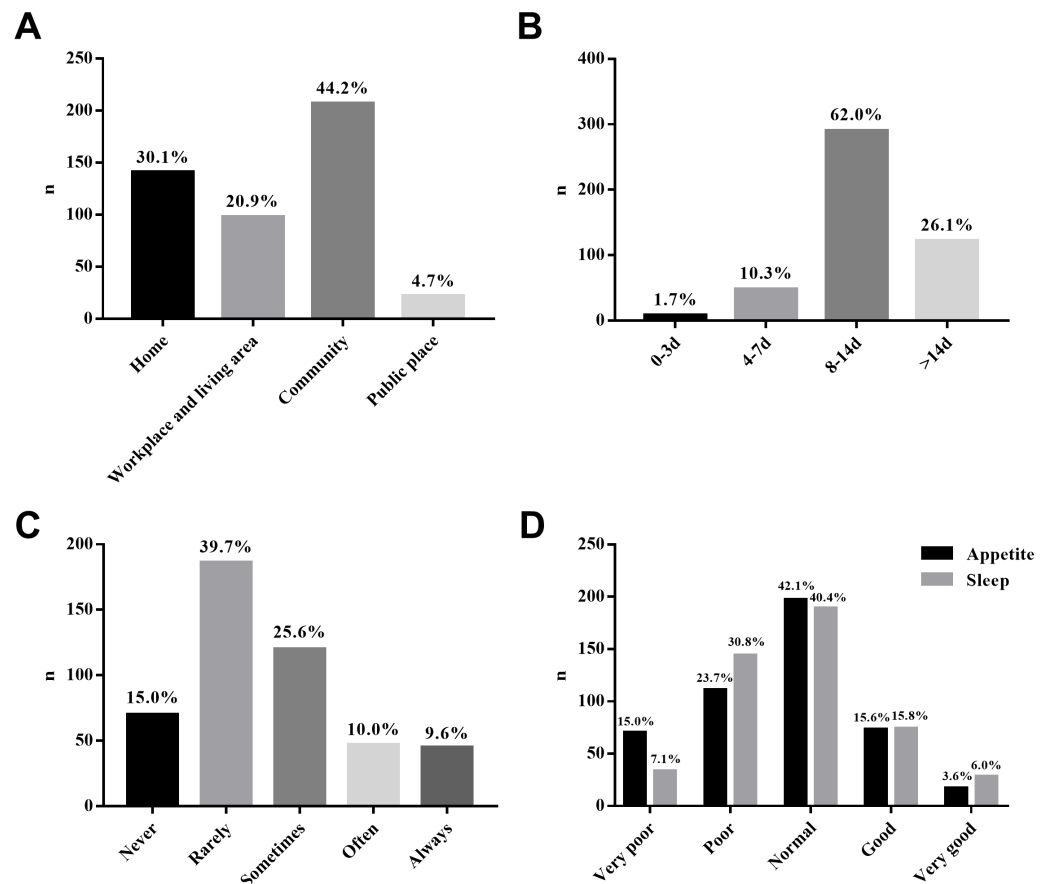 A
250
200
150
100
50
0
n
30.1%
20.9%
44.2%
4.7%
Home
Workplace and living area
Community
Public place
B
400
300
200
100
0
n
1.7%
10.3%
62.0%
26.1%
0-3d
4-7d
8-14d
>14d
C
200
150
100
50
0
n
15.0%
39.7%
25.6%
10.0%
9.6%
Never
Rarely
Sometimes
Often
Always
D
250
200
150
100
50
0
n
Appetite
Sleep
15.0%
7.1%
23.7%
30.8%
42.1%
40.4%
15.6%
15.8%
3.6%
6.0%
Very poor
Poor
Normal
Good
Very good